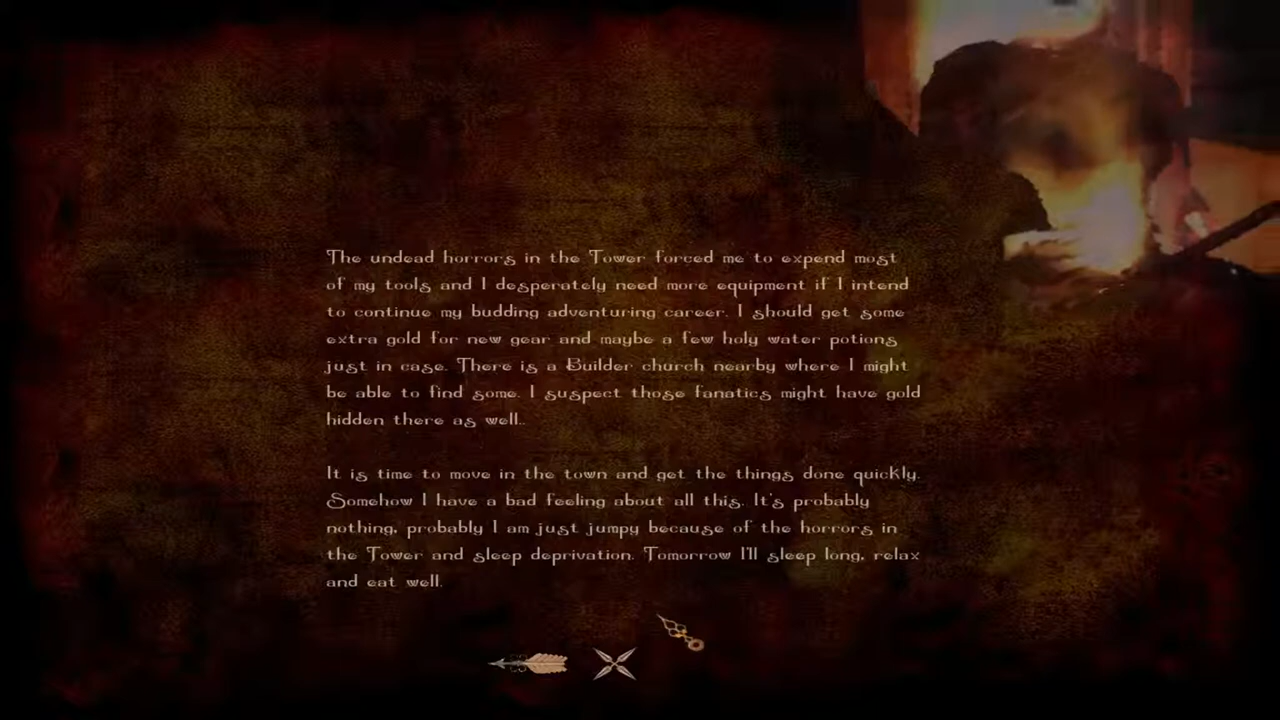 The undead horrors in the Tower forced me to expend most
of my tools and I desperately need more equipment if I intend
to continue my budding adventuring career. I should get some
extra gold for new gear and maybe a few holy water potions
just in case. There is a Builder church nearby where I might
be able to find some. I suspect those fanatics might have gold
hidden there as well..
It is time to move in the town and get the things done quickly.
Somehow I have a bad feeling about all this. It's probably
nothing, probably I am just jumpy because of the horrors in
the Tower and sleep deprivation. Tomorrow I'll sleep long, relax
and eat well.